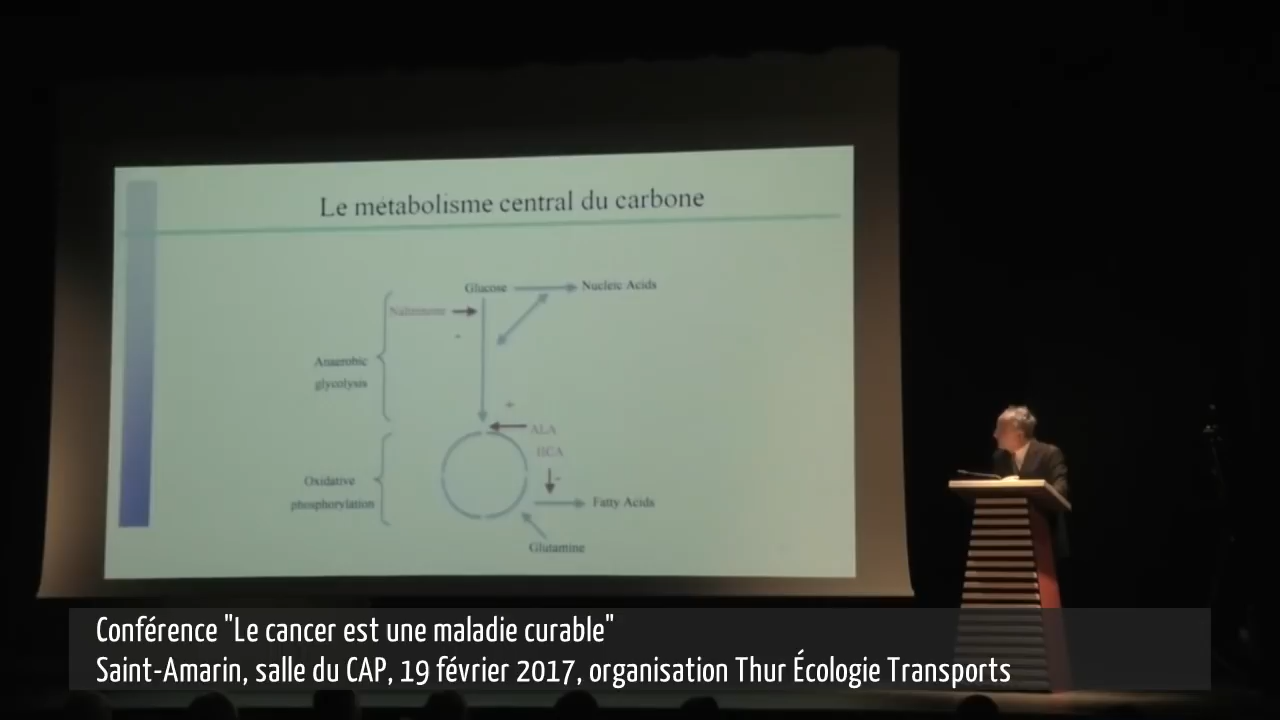 Le métabolisme central du carbone
Glucose
Nucleic Acids
Anaerobic
glycolysis
-
+
ALA
HCA
-
Oxidative
phosphorylation
Fatty Acids
Glutamine
Conférence "Le cancer est une maladie curable"
Saint-Amarin, salle du CAP, 19 février 2017, organisation Thur Écologie Transports